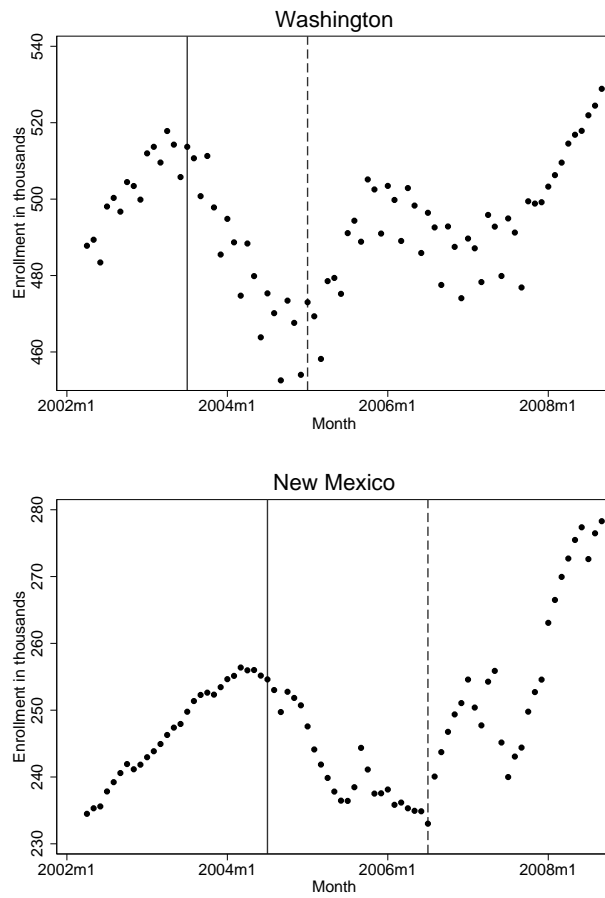 Washington
540
520
500
480
460
Enrollment in thousands
2002m1 2004m1 2006m1 2008m1
Month
New Mexico
280
270
260
250
240
230
Enrollment in thousands
2002m1 2004m1 2006m1 2008m1
Month